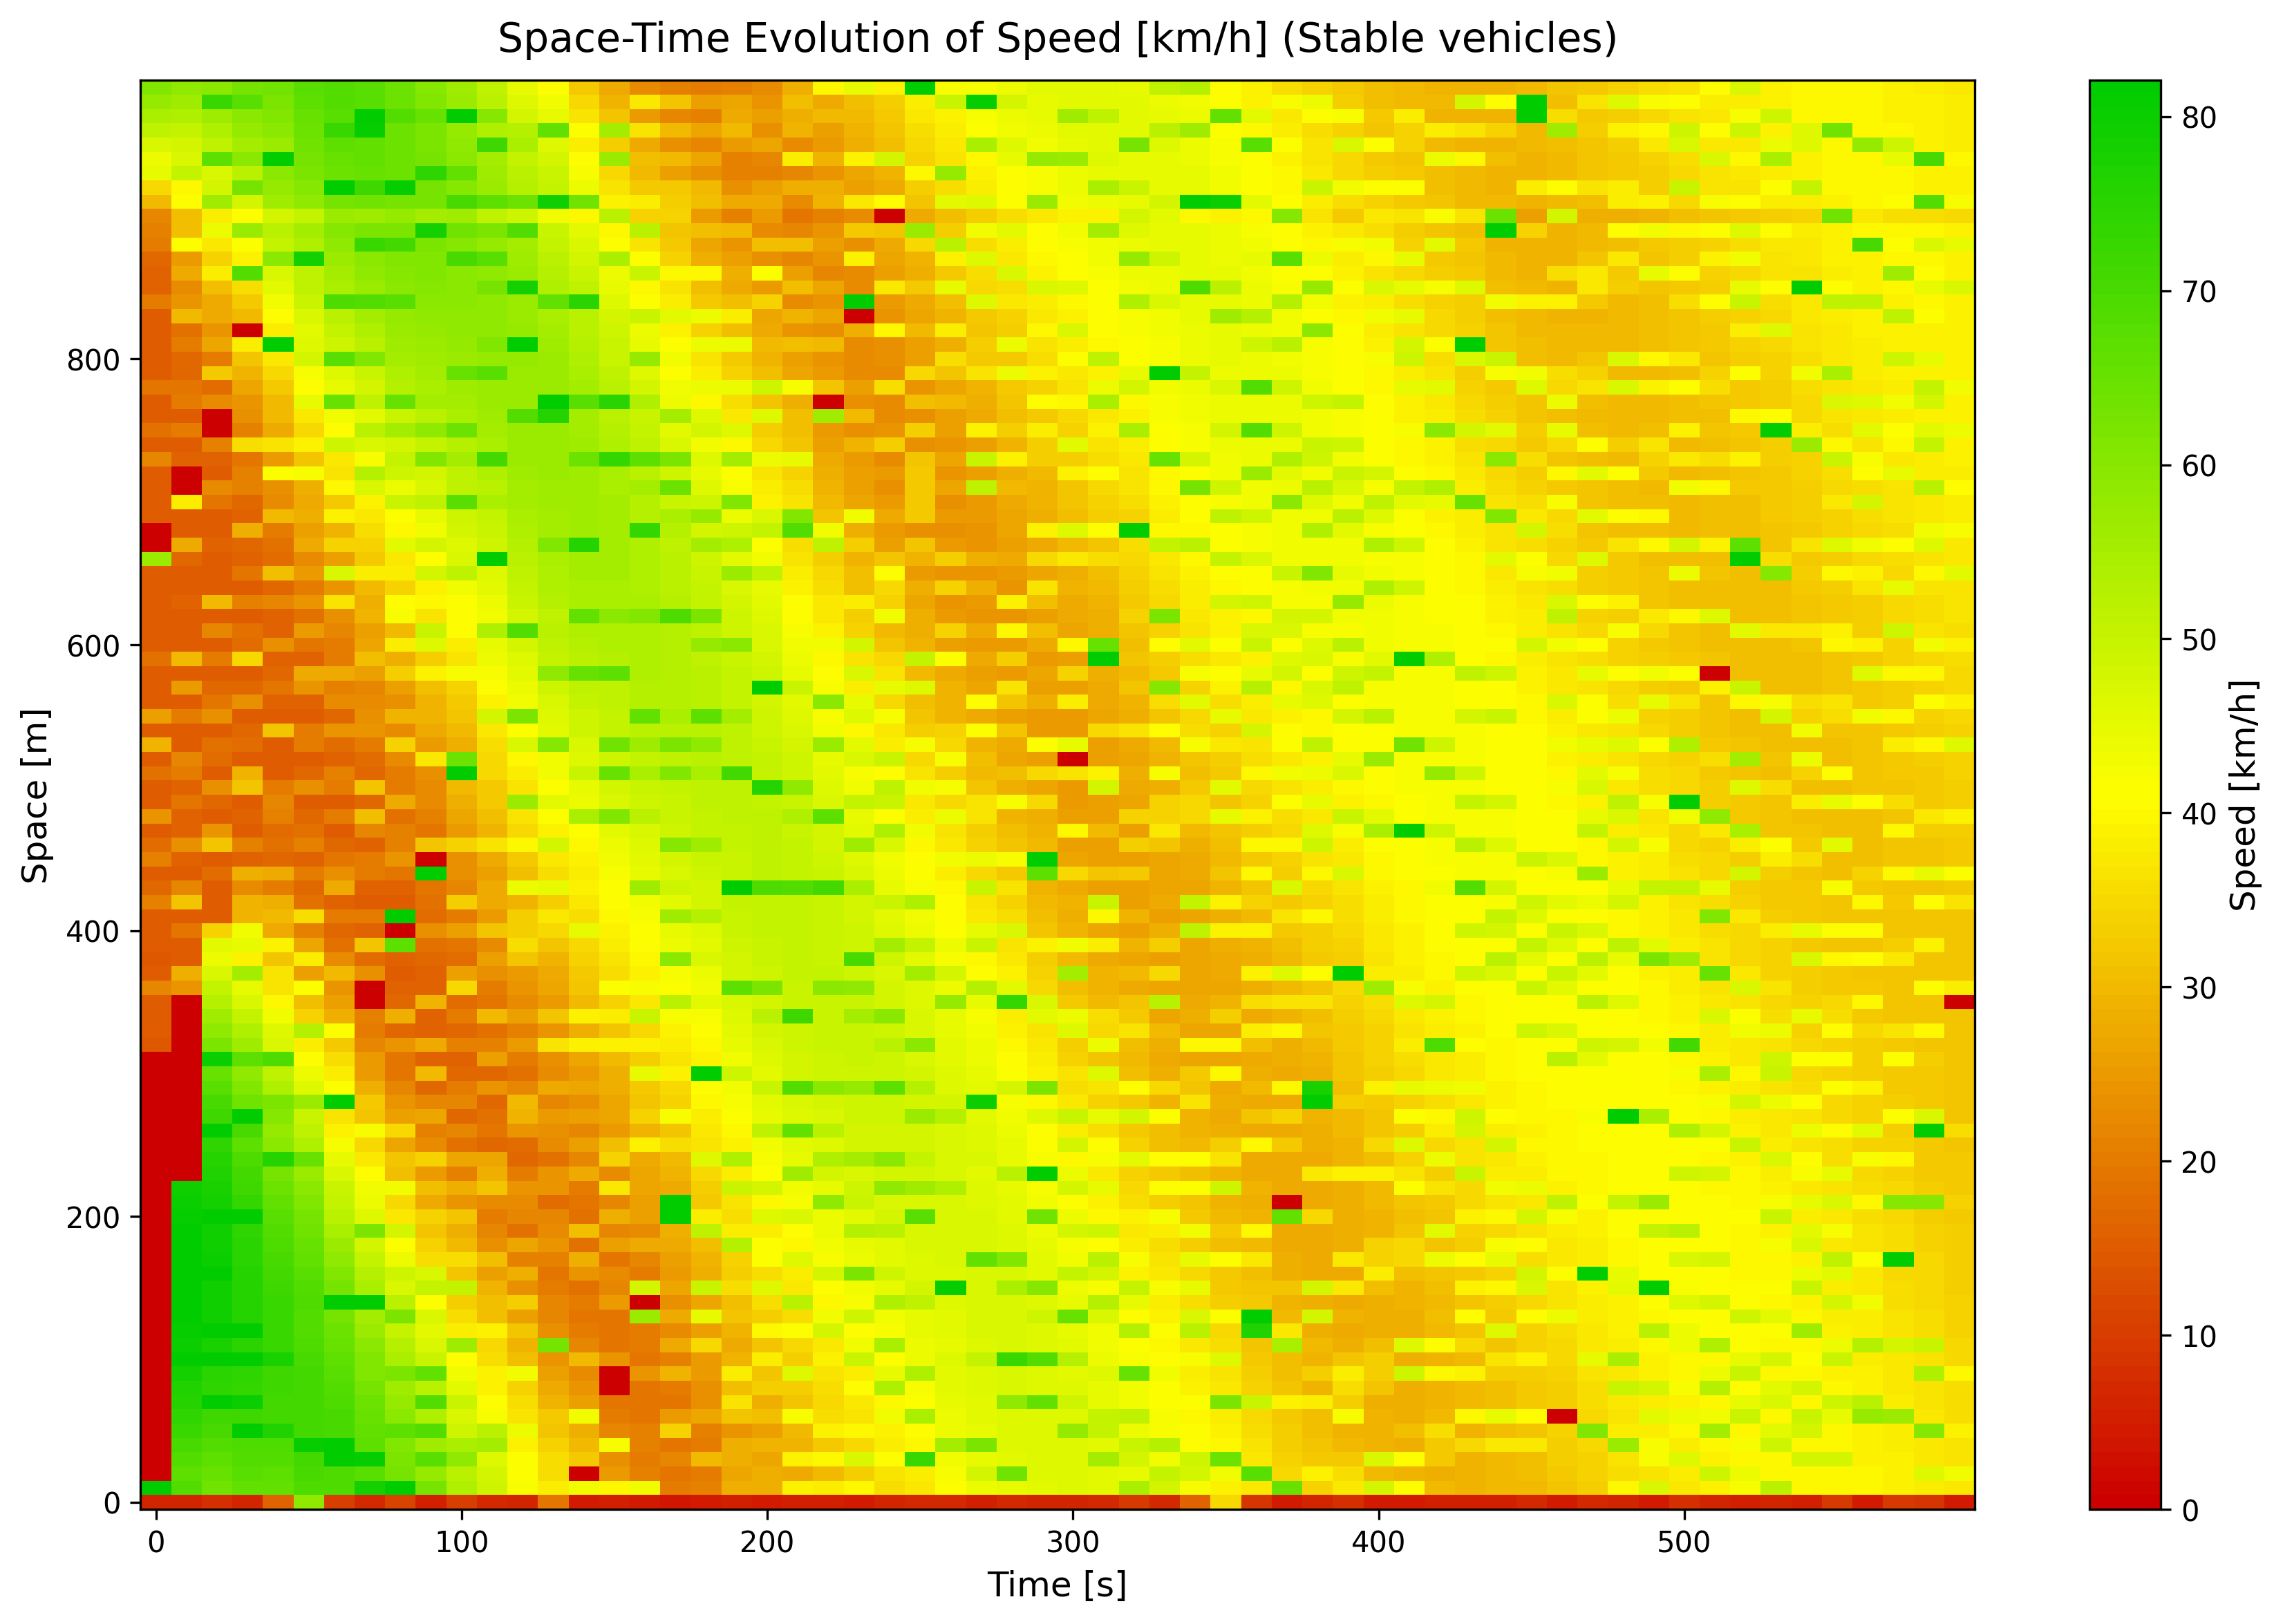 Space-Time Evolution of Speed [km/h] (Stable vehicles)
Space [m]
800
600
400
200
0
0 100 200 300 400 500
Time [s]
80
70
60
50
40
30
20
10
0
Speed [km/h]